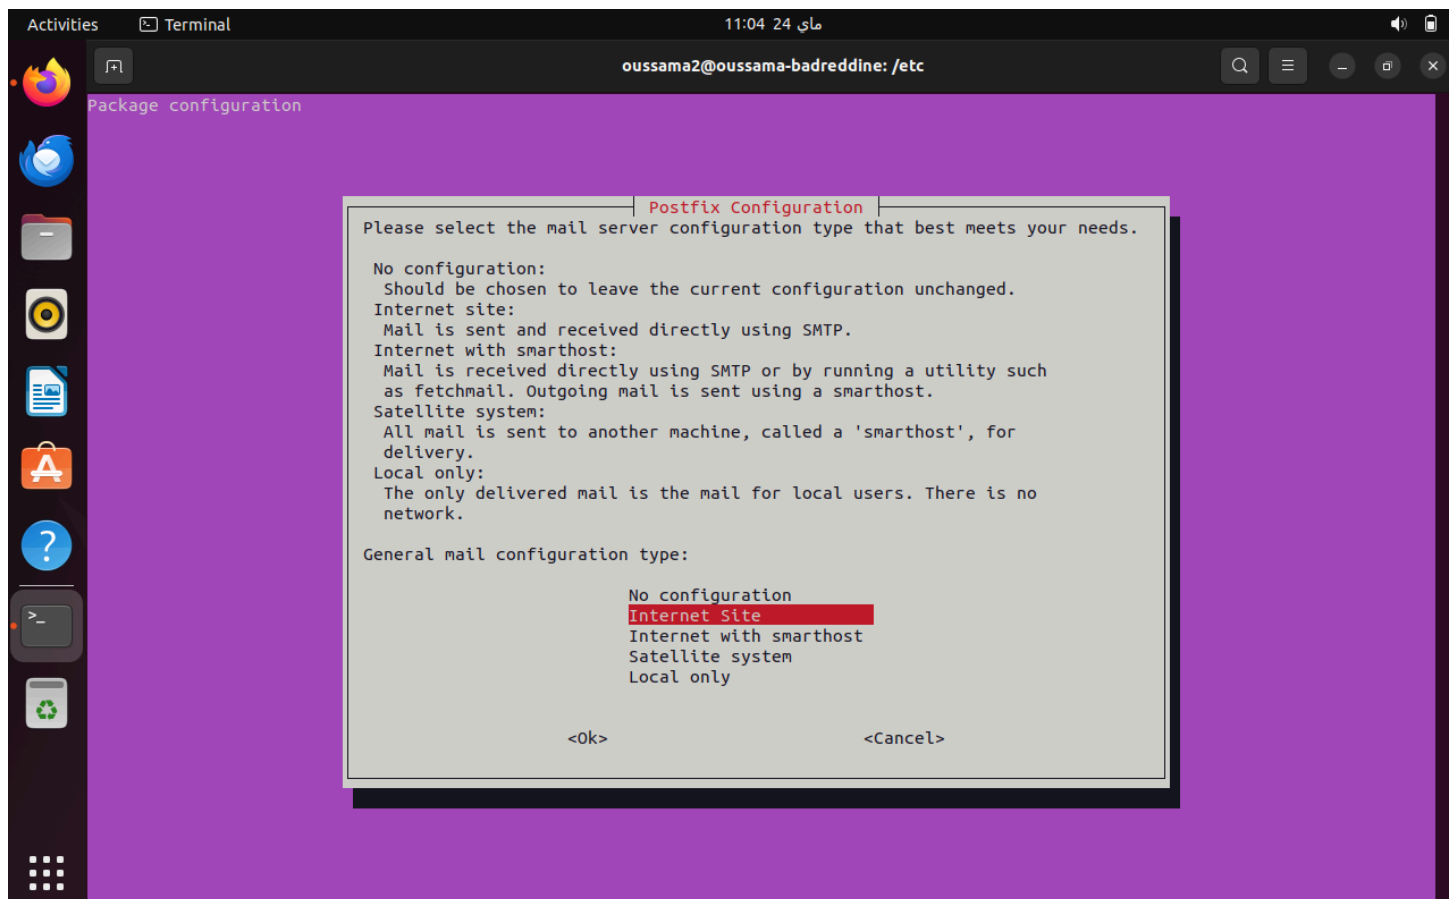 Activities
Terminal
11:04 24 ماي
oussama2@oussama-badreddine: /etc
Package configuration
Postfix Configuration
Please select the mail server configuration type that best meets your needs.
No configuration:
Should be chosen to leave the current configuration unchanged.
Internet site:
Mail is sent and received directly using SMTP.
Internet with smarthost:
Mail is received directly using SMTP or by running a utility such
as fetchmail. Outgoing mail is sent using a smarthost.
Satellite system:
All mail is sent to another machine, called a 'smarthost', for
delivery.
Local only:
The only delivered mail is the mail for local users. There is no
network.
General mail configuration type:
No configuration
Internet Site
Internet with smarthost
Satellite system
Local only
<Ok> <Cancel>